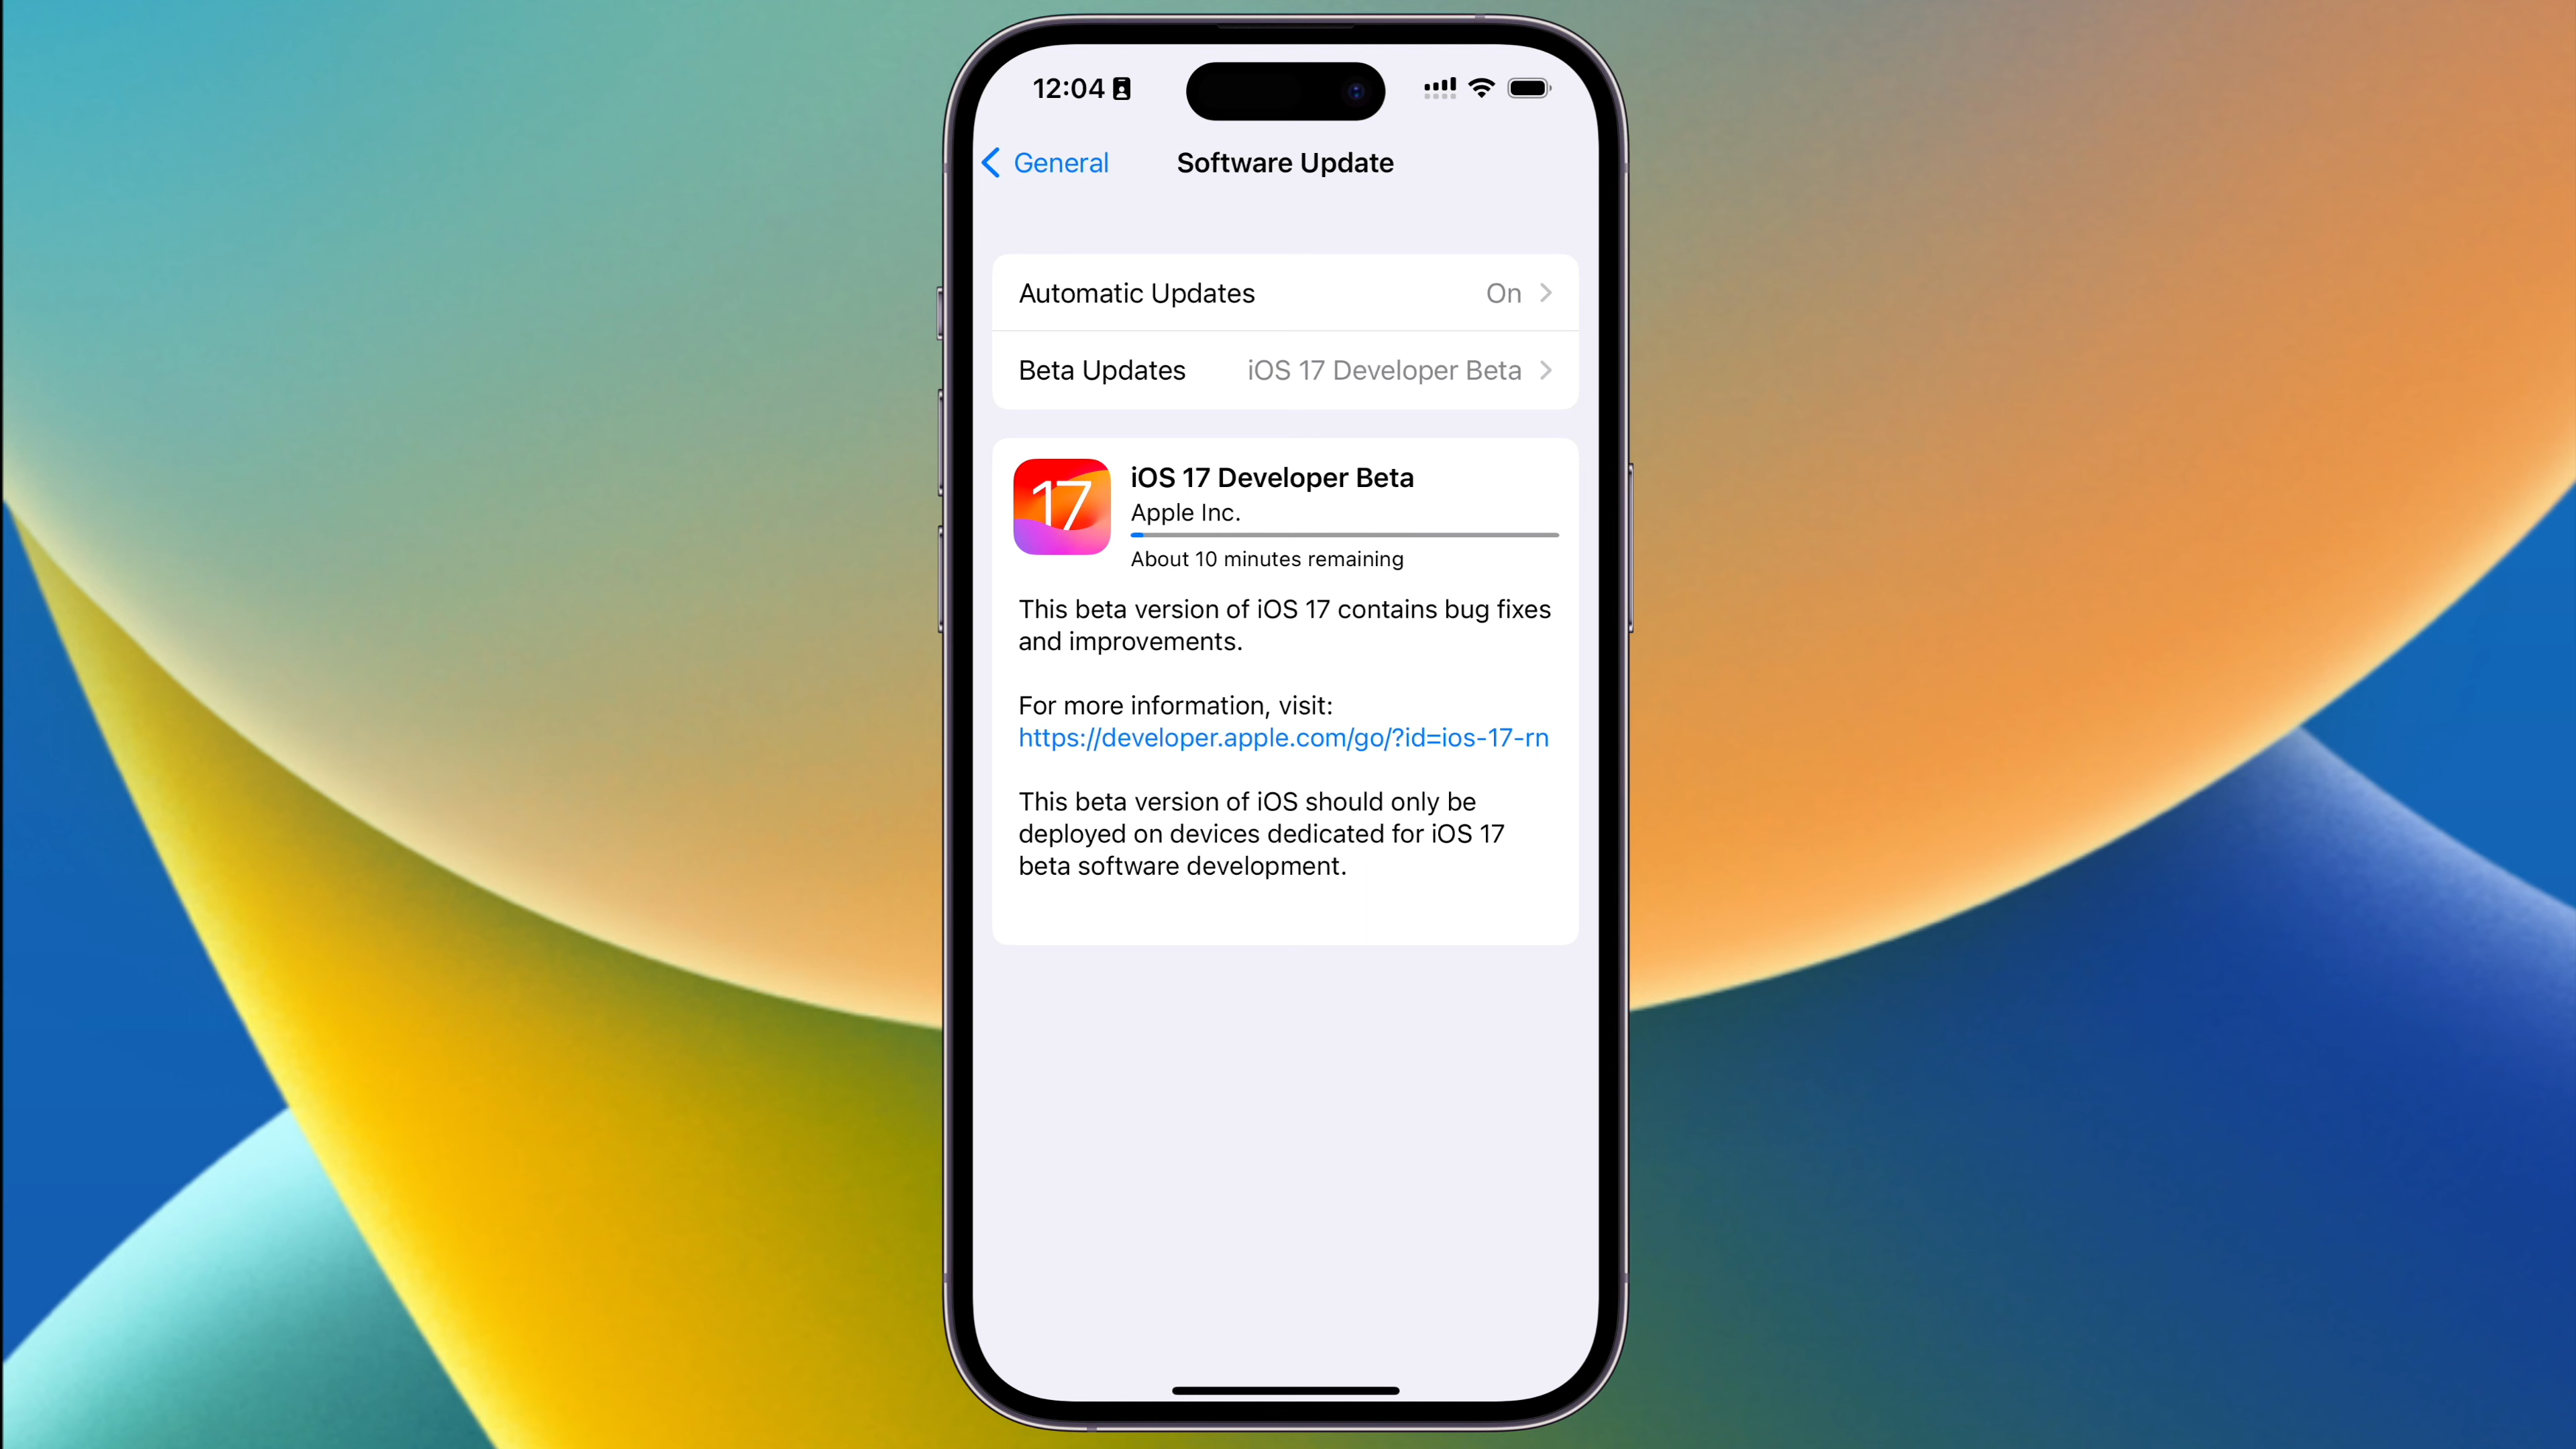 12:04
General
Software Update
Automatic Updates On
Beta Updates iOS 17 Developer Beta
17
iOS 17 Developer Beta
Apple Inc.
About 10 minutes remaining
This beta version of iOS 17 contains bug fixes
and improvements.
For more information, visit:
https://developer.apple.com/go/?id=ios-17-rn
This beta version of iOS should only be
deployed on devices dedicated for iOS 17
beta software development.